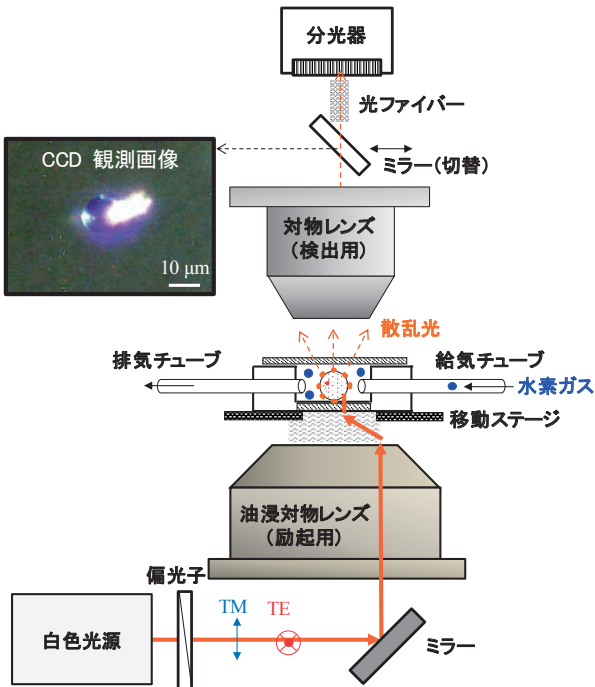 分光器
光ファイバー
ミラー(切替)
CCD 観測画像
10 μm
対物レンズ
(検出用)
散乱光
排気チューブ
給気チューブ
水素ガス
移動ステージ
油浸対物レンズ
(励起用)
偏光子
TM
TE
白色光源
ミラー